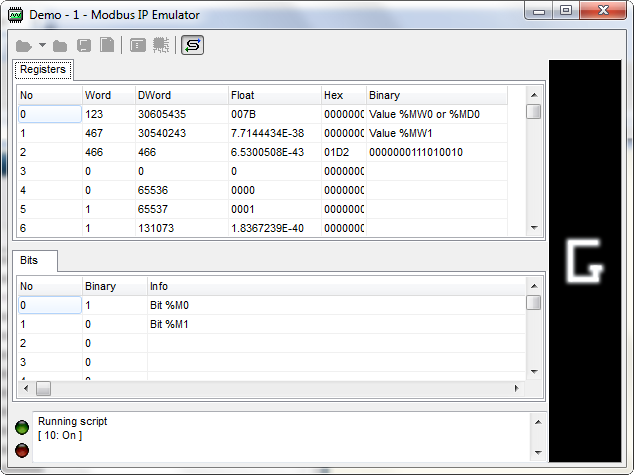 Demo - 1 - Modbus IP Emulator
Registers
No Word DWord Float Hex Binary
0 123 30605435 007B 0000000 Value %MW0 or %MD0
1 467 30540243 7.7144434E-38 0000000 Value %MW1
2 466 466 6.5300508E-43 01D2 0000000111010010
3 0 0 0 0000000
4 0 65536 0000 0000000
5 1 65537 0001 0000000
6 1 131073 1.8367239E-40 0000000
G
Bits
No Binary Info
0 1 Bit %M0
1 0 Bit %M1
2 0
3 0
Running script
[ 10: On ]